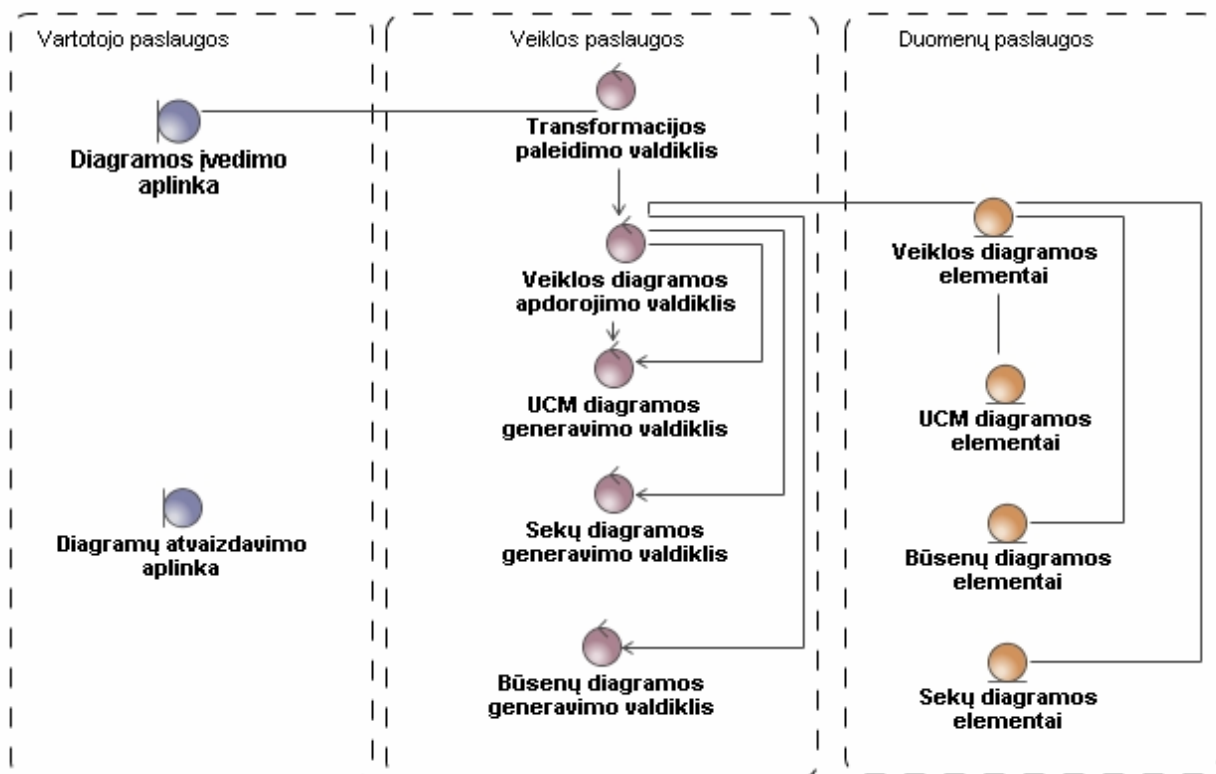 Vartotojo paslaugos
Diagramos įvedimo
aplinka
Diagramų atvaizdavimo
aplinka
Veiklos paslaugos
Transformacijos
paleidimo valdiklis
Veiklos diagramos
apdorojimo valdiklis
UCM diagramos
generavimo valdiklis
Sekų diagramos
generavimo valdiklis
Būsenų diagramos
generavimo valdiklis
Duomenų paslaugos
Veiklos diagramos
elementai
UCM diagramos
elementai
Būsenų diagramos
elementai
Sekų diagramos
elementai